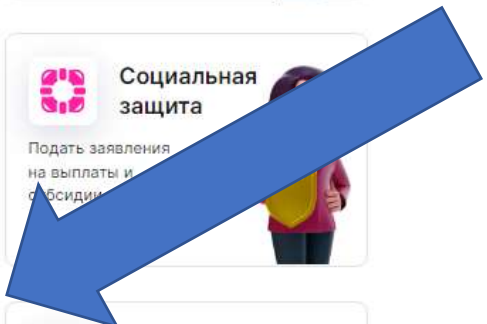 Социальная
защита
Подать заявления
на выплаты и